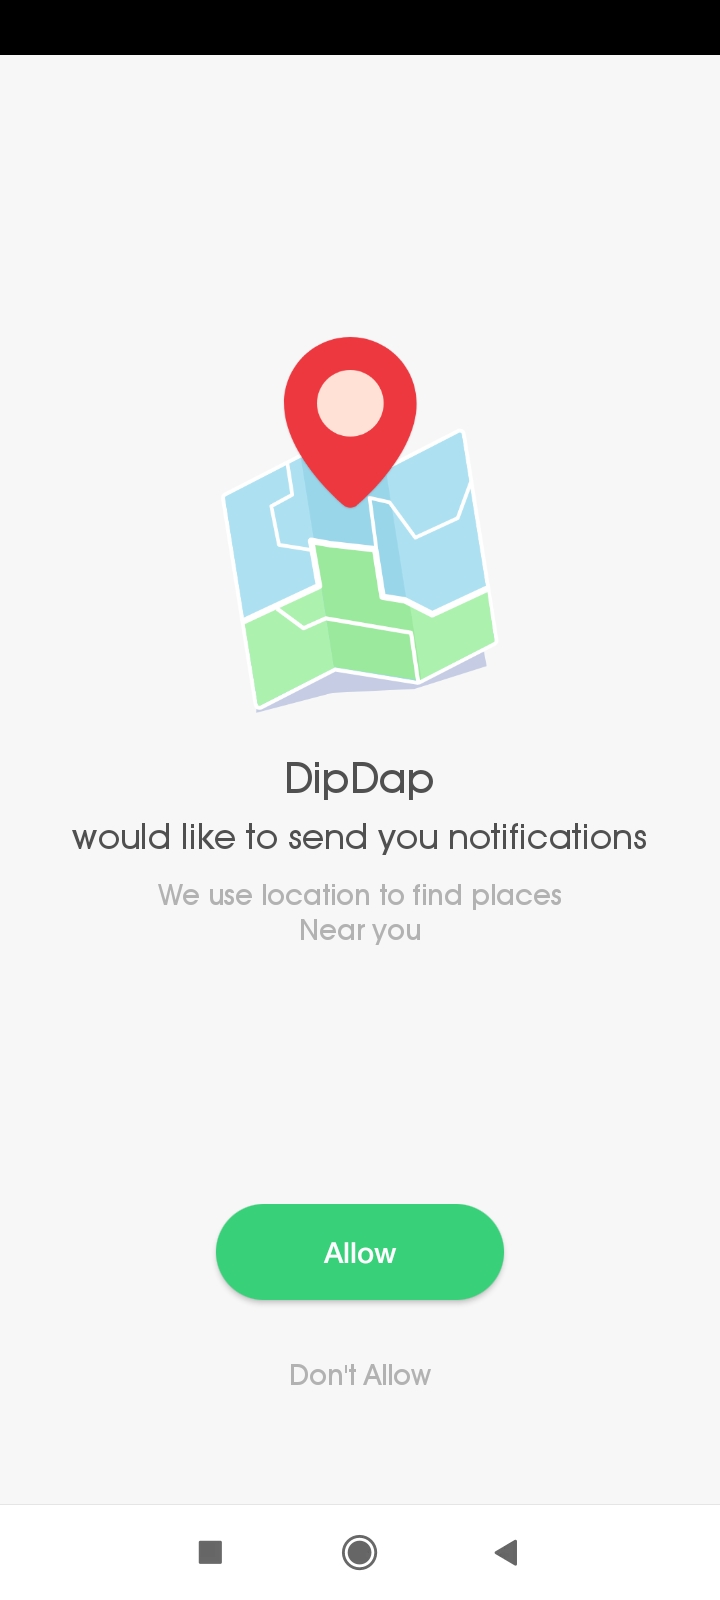 DipDap
would like to send you notifications
We use location to find places
Near you
Allow
Don't Allow